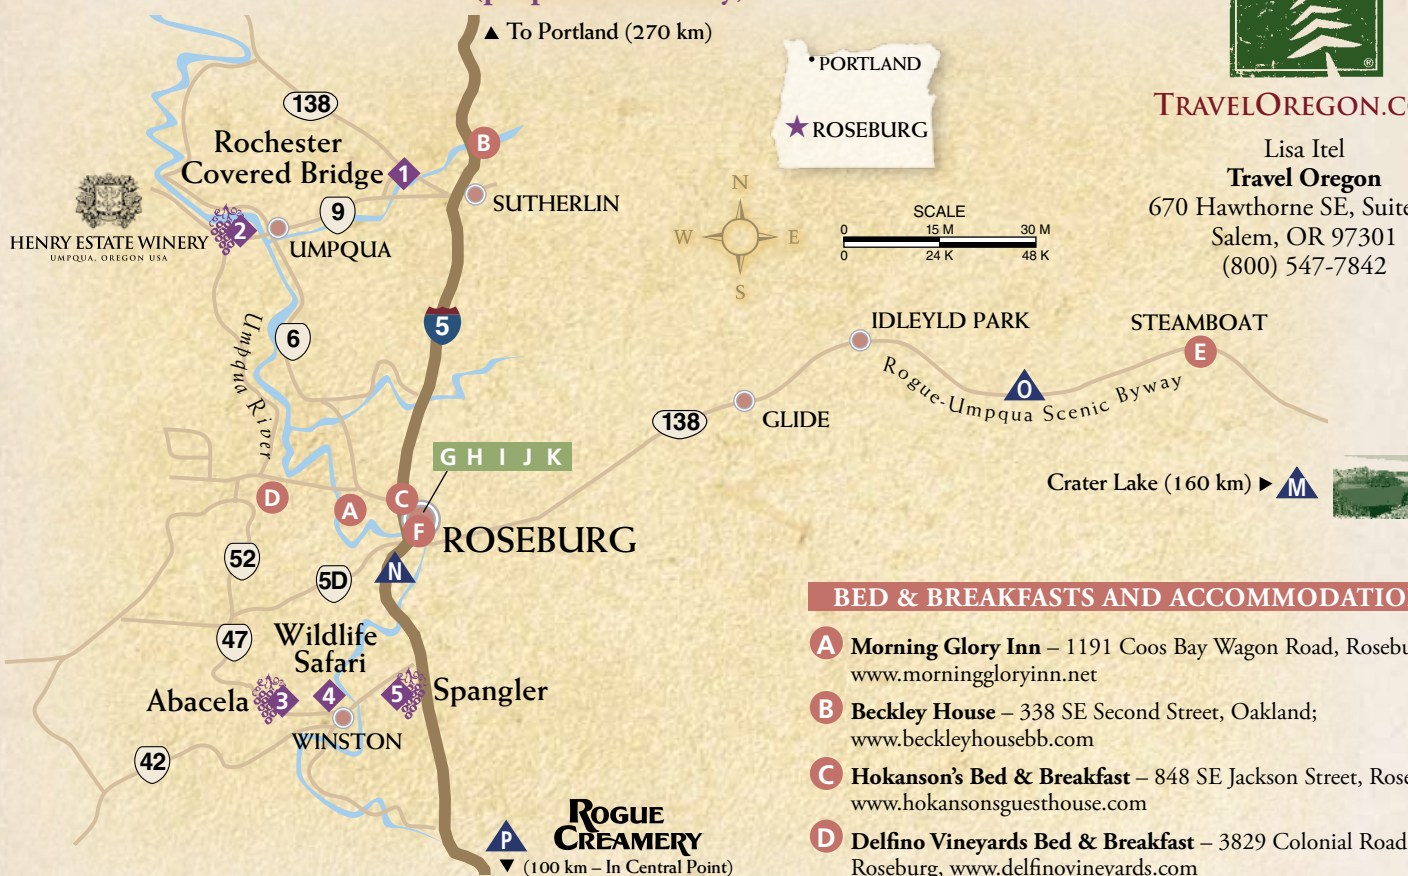 ▲ To Portland (270 km)
138
Rochester
Covered Bridge
1
B
SUTHERLIN
9
2
UMPQUA
HENRY ESTATE WINERY
UMPQUA, OREGON USA
Umpqua River
6
5
PORTLAND
ROSEBURG
N
W
E
S
SCALE
0 15 M 30 M
0 24 K 48 K
®
TRAVELOREGON.C
Lisa Itel
Travel Oregon
670 Hawthorne SE, Suite
Salem, OR 97301
(800) 547-7842
IDLEYLD PARK
STEAMBOAT
E
O
Rogue-Umpqua Scenic Byway
GLIDE
138
G H I J K
Crater Lake (160 km) ▶
M
D
A
C
F
ROSEBURG
N
52
5D
47
Wildlife
Safari
Abacela
3
4
5
Spangler
WINSTON
42
P
ROGUE
CREAMERY
▼ (100 km – In Central Point)
BED & BREAKFASTS AND ACCOMMODATIO
A Morning Glory Inn – 1191 Coos Bay Wagon Road, Rosebu
www.morninggloryinn.net
B Beckley House – 338 SE Second Street, Oakland;
www.beckleyhousebb.com
C Hokanson's Bed & Breakfast – 848 SE Jackson Street, Rose
www.hokansonsguesthouse.com
D Delfino Vineyards Bed & Breakfast – 3829 Colonial Road
Roseburg, www.delfinovineyards.com